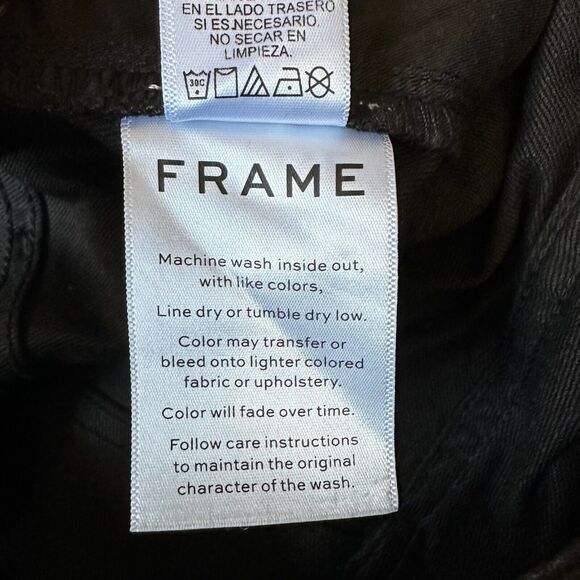 EN EL LADO TRASERO
SI ES NECESARIO.
NO SECAR EN
LIMPIEZA.
30C
FRAME
Machine wash inside out,
with like colors,
Line dry or tumble dry low.
Color may transfer or
bleed onto lighter colored
fabric or upholstery.
Color will fade over time.
Follow care instructions
to maintain the original
character of the wash.